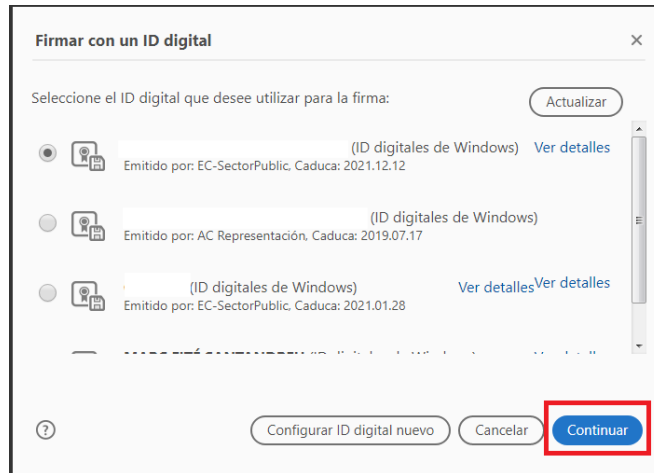 Firmar con un ID digital
Seleccione el ID digital que desee utilizar para la firma:
Actualizar
(ID digitales de Windows) Ver detalles
Emitido por: EC-SectorPublic, Caduca: 2021.12.12
(ID digitales de Windows)
Emitido por: AC Representación, Caduca: 2019.07.17
(ID digitales de Windows) Ver detalles Ver detalles
Emitido por: EC-SectorPublic, Caduca: 2021.01.28
Configurar ID digital nuevo Cancelar Continuar